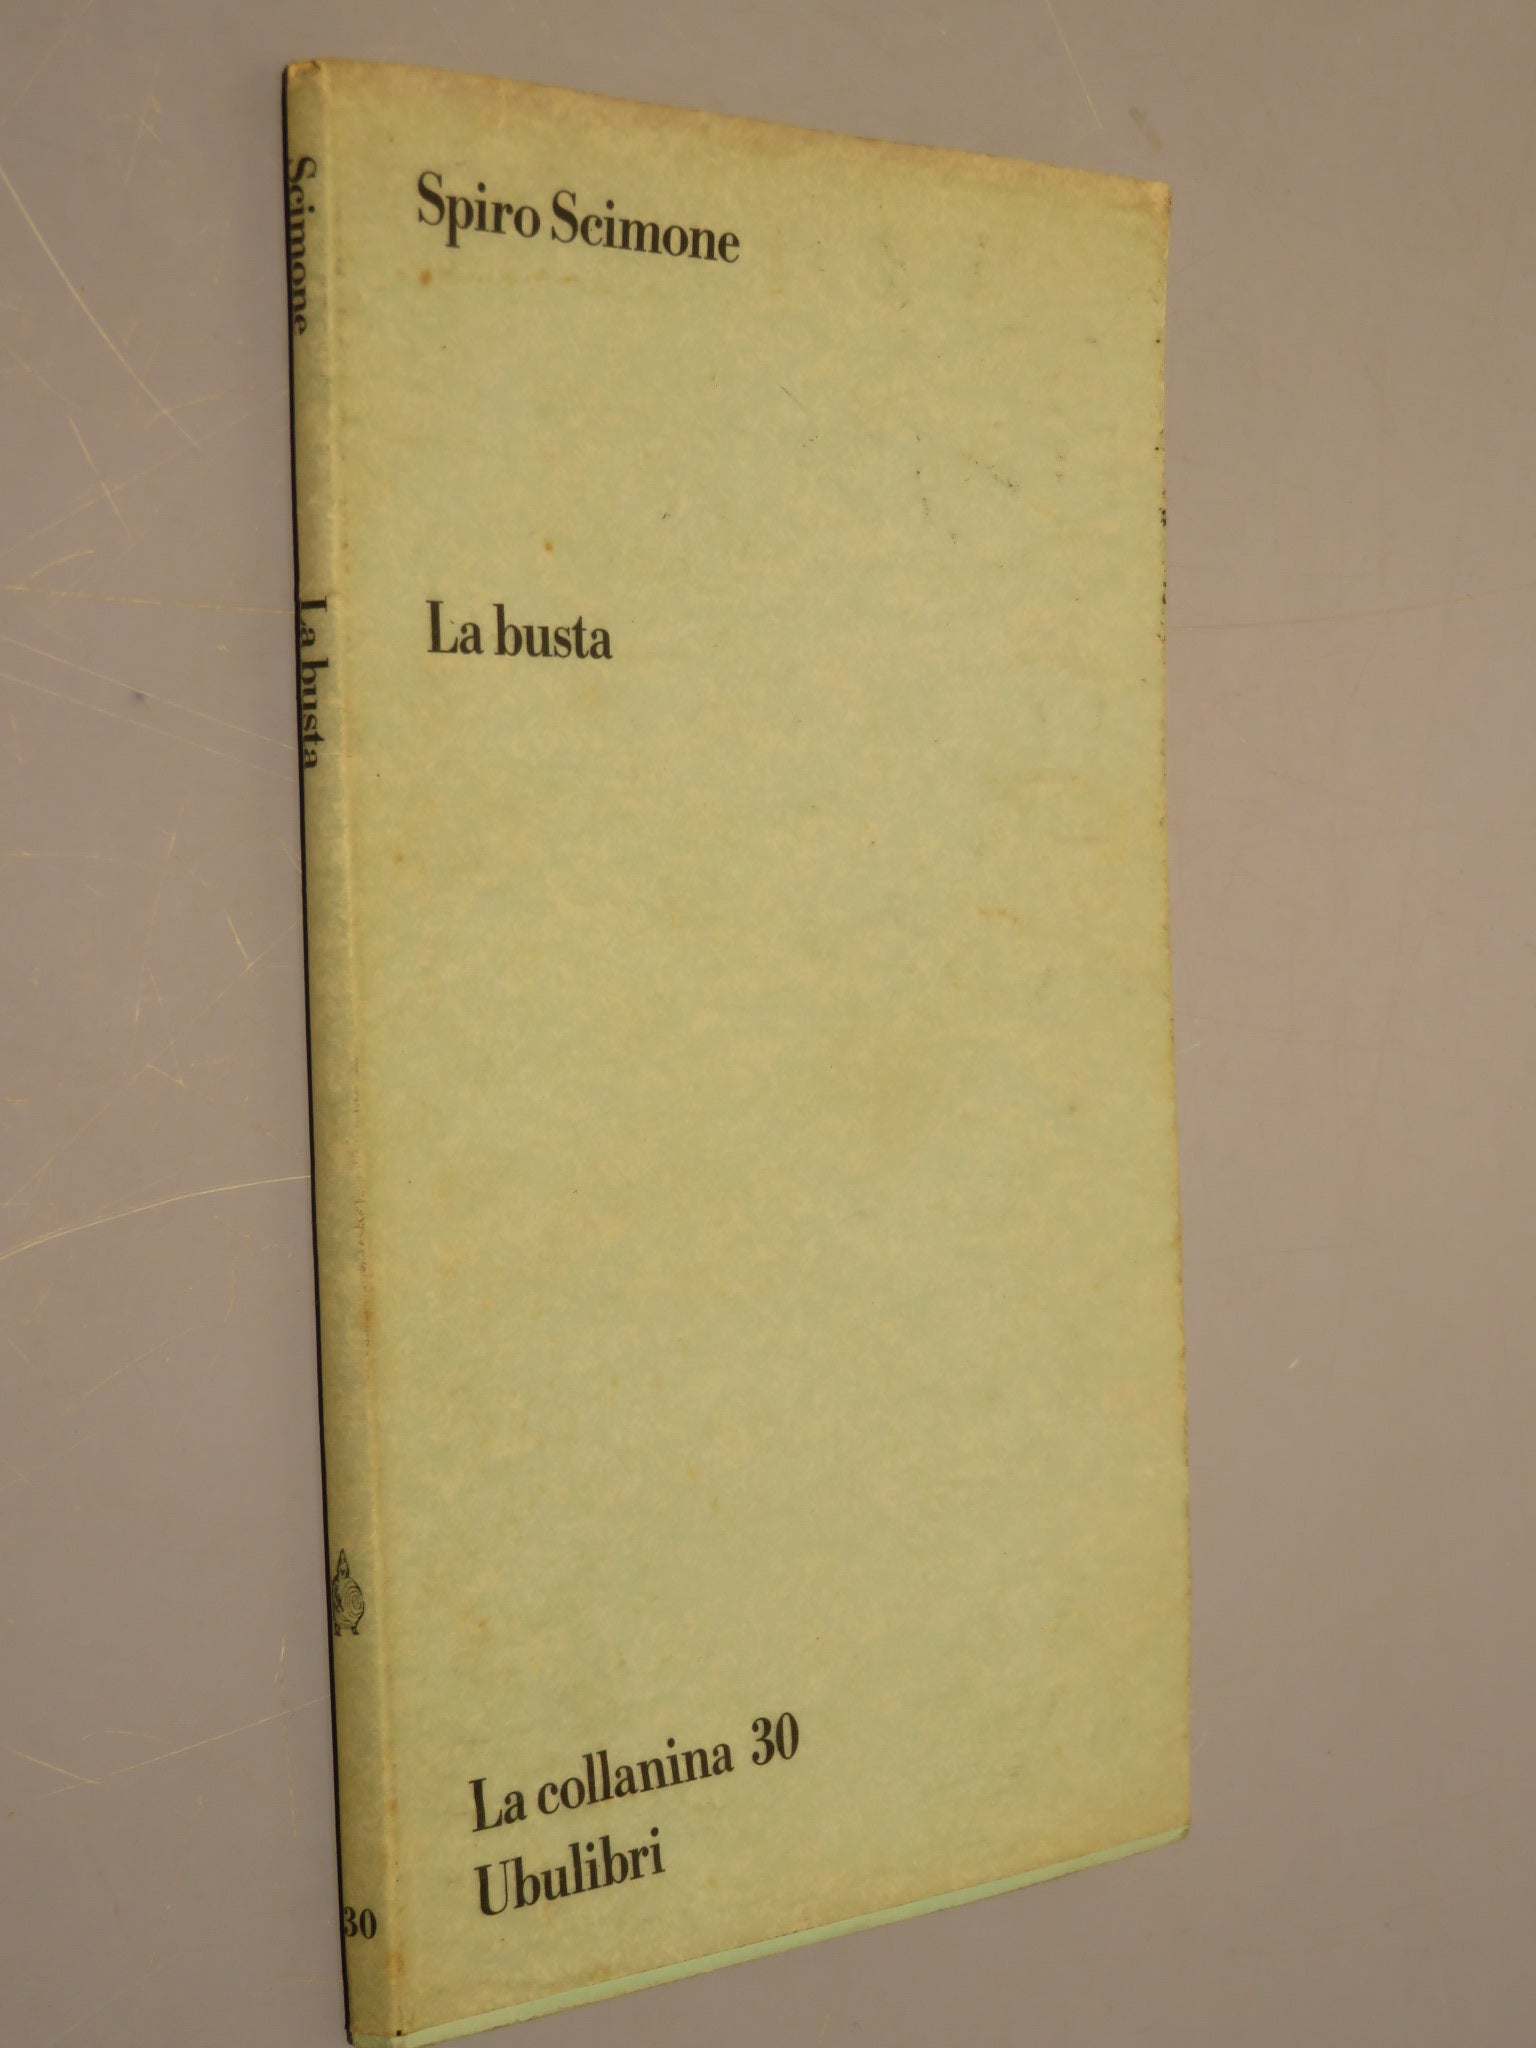 Spiro Scimone
La busta
La collanina 30
Ubulibri
Scimone
La busta
30